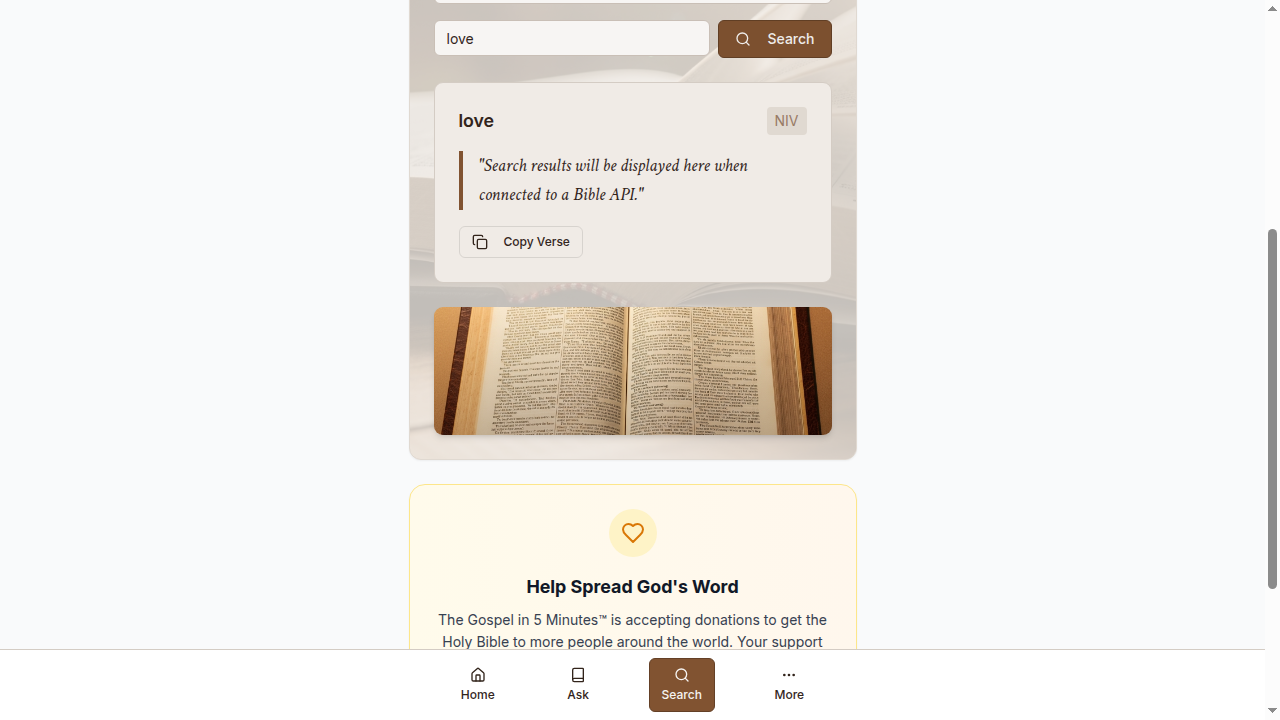 love
Search
love
NIV
"Search results will be displayed here when
connected to a Bible API."
Copy Verse
Help Spread God's Word
The Gospel in 5 Minutes™ is accepting donations to get the
Holy Bible to more people around the world. Your support
Home
Ask
Search
More